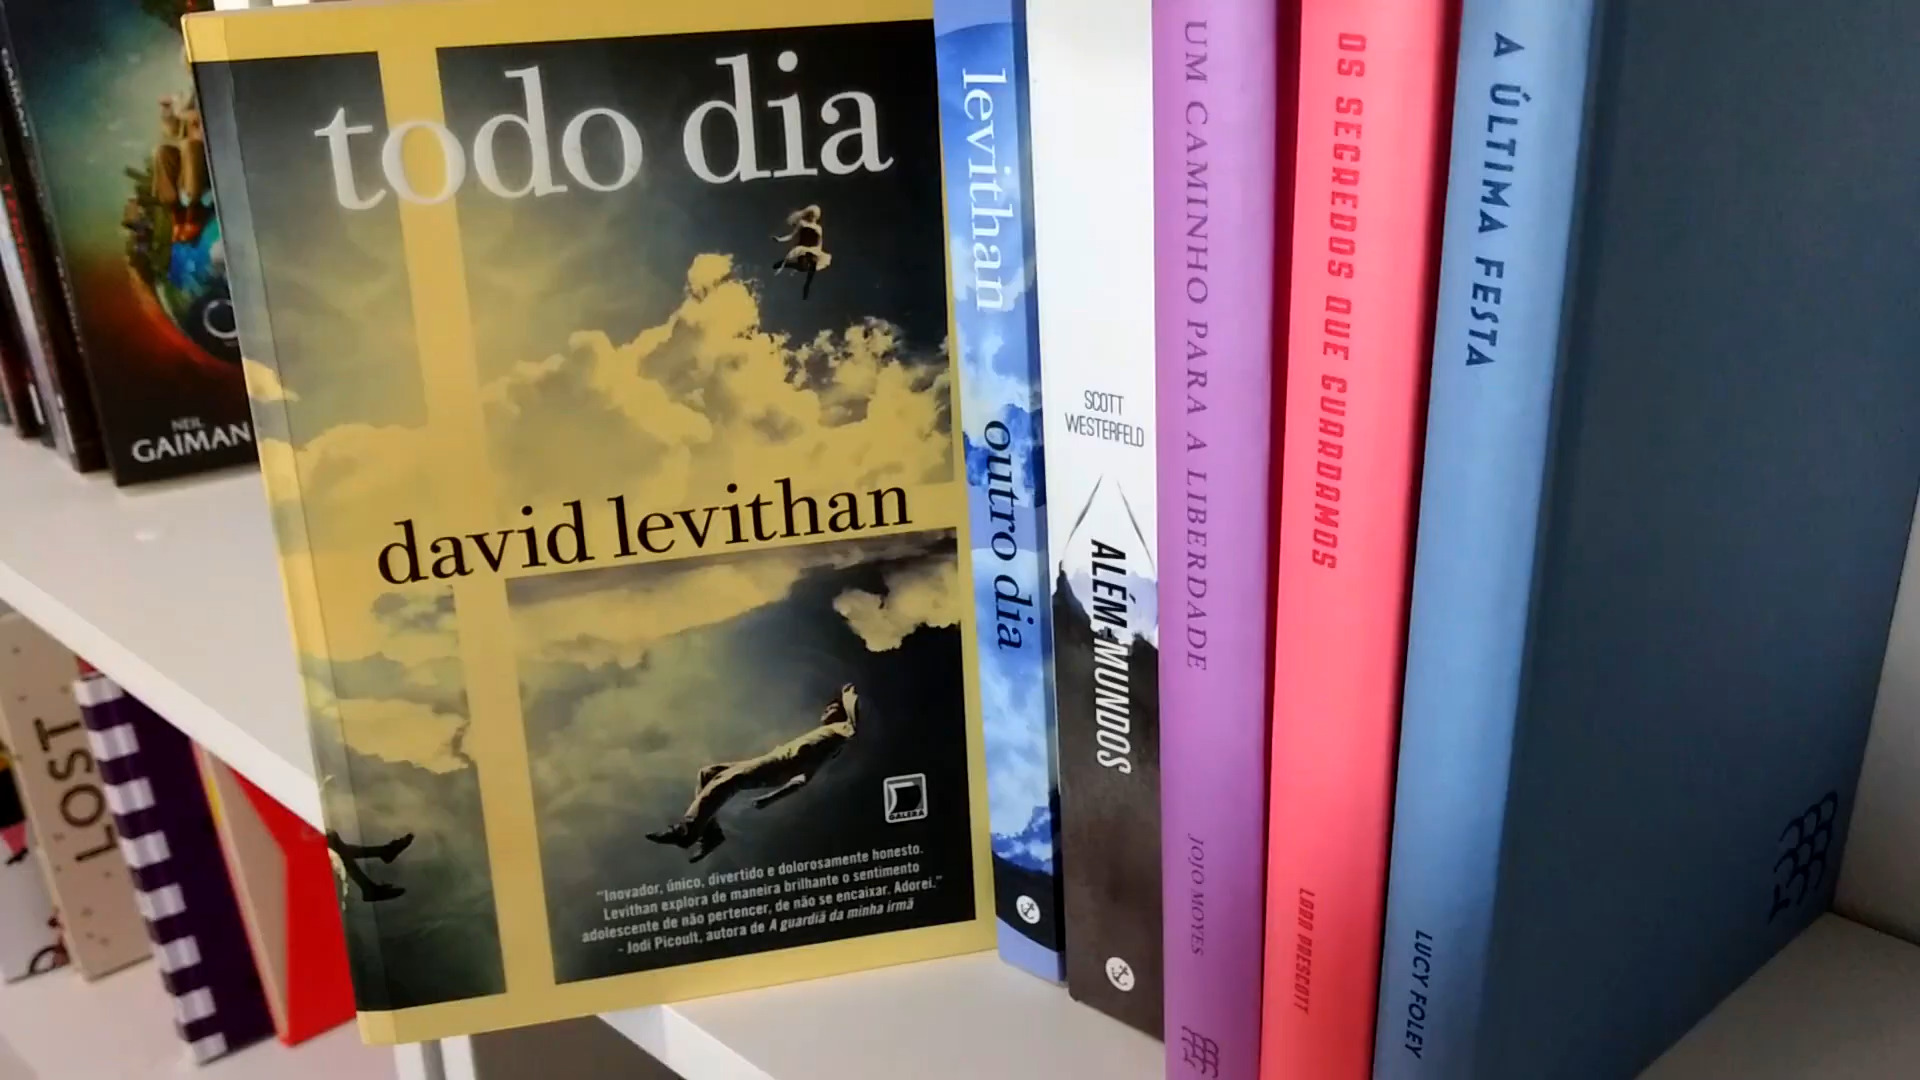 todo dia
david levithan
"Inovador, único, divertido e dolorosamente honesto.
Levithan explora de maneira brilhante o sentimento
adolescente de não pertencer, de não se encaixar. Adorei."
- Jodi Picoult, autora de A guardiã da minha irmã
NEIL
GAIMAN
LOST
levithan
outro dia
SCOTT
WESTERFELD
ALÉM-MUNDOS
UM CAMINHO PARA A LIBERDADE
JOJO MOYES
OS SEGREDOS QUE GUARDAMOS
LARA PRESCOTT
A ÚLTIMA FESTA
LUCY FOLEY